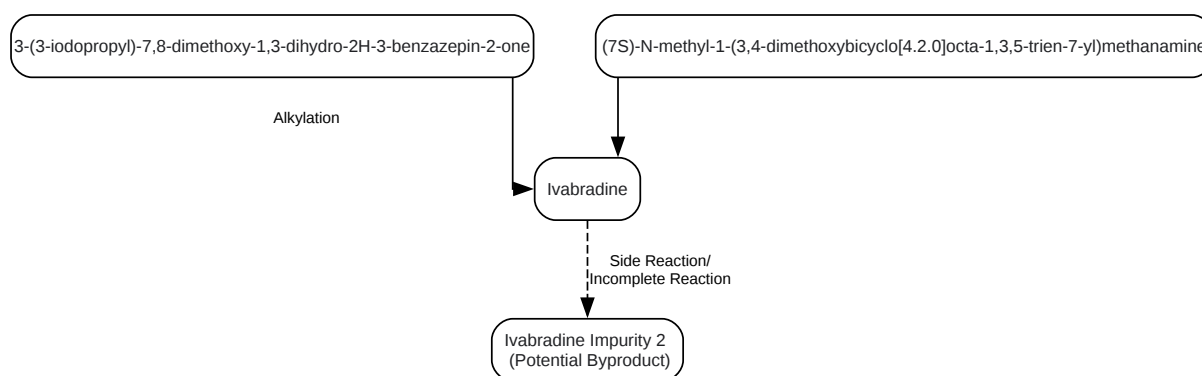 3-(3-iodopropyl)-7,8-dimethoxy-1,3-dihydro-2H-3-benzazepin-2-one
(7S)-N-methyl-1-(3,4-dimethoxybicyclo[4.2.0]octa-1,3,5-trien-7-yl)methanamine
Alkylation
Ivabradine
Side Reaction/
Incomplete Reaction
Ivabradine Impurity 2
(Potential Byproduct)